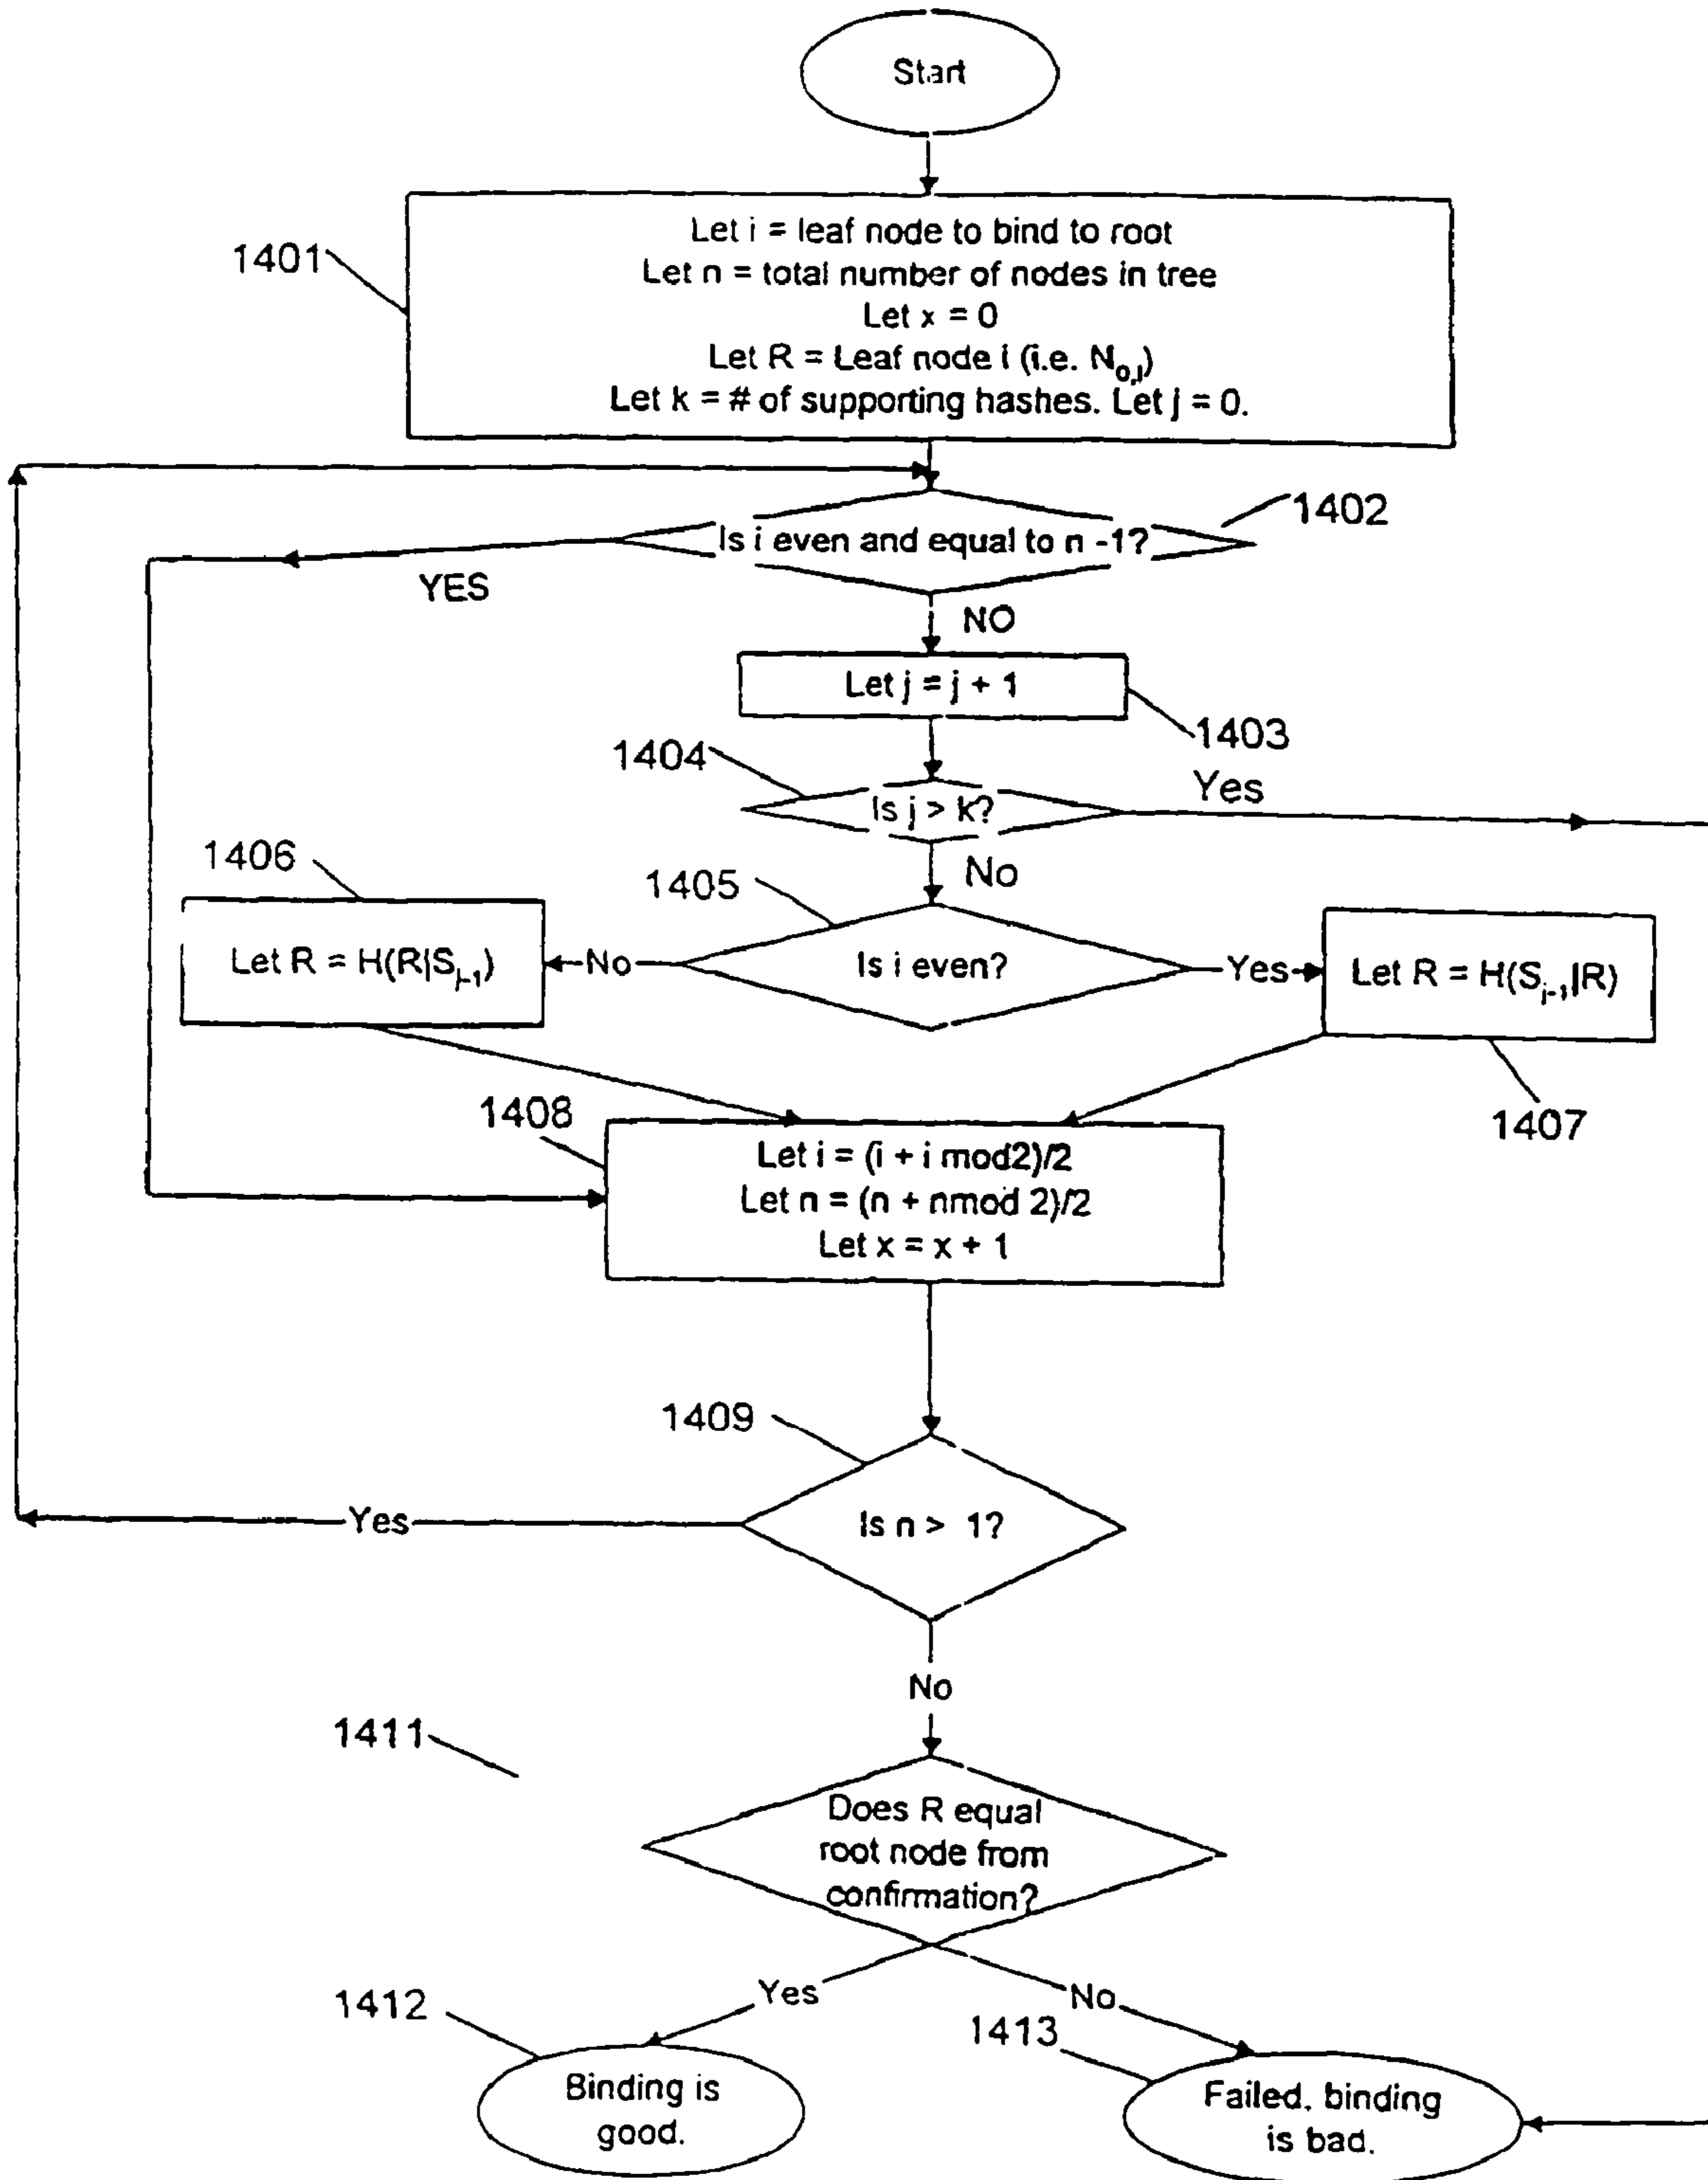 Start
1401
Let i = leaf node to bind to root
Let n = total number of nodes in tree
Let x = 0
Let R = Leaf node i (i.e. N₀,ᵢ)
Let k = # of supporting hashes. Let j = 0.
1402
Is i even and equal to n -1?
YES
NO
Let j = j + 1
1403
1404
Is j > k?
Yes
No
1406
1405
Let R = H(R|Sⱼ₋₁)
No
Is i even?
Yes
Let R = H(Sⱼ₋₁|R)
1407
1408
Let i = (i + i mod2)/2
Let n = (n + nmod 2)/2
Let x = x + 1
1409
Is n > 1?
Yes
No
1411
Does R equal
root node from
confirmation?
Yes
No
1412
1413
Binding is
good.
Failed, binding
is bad.